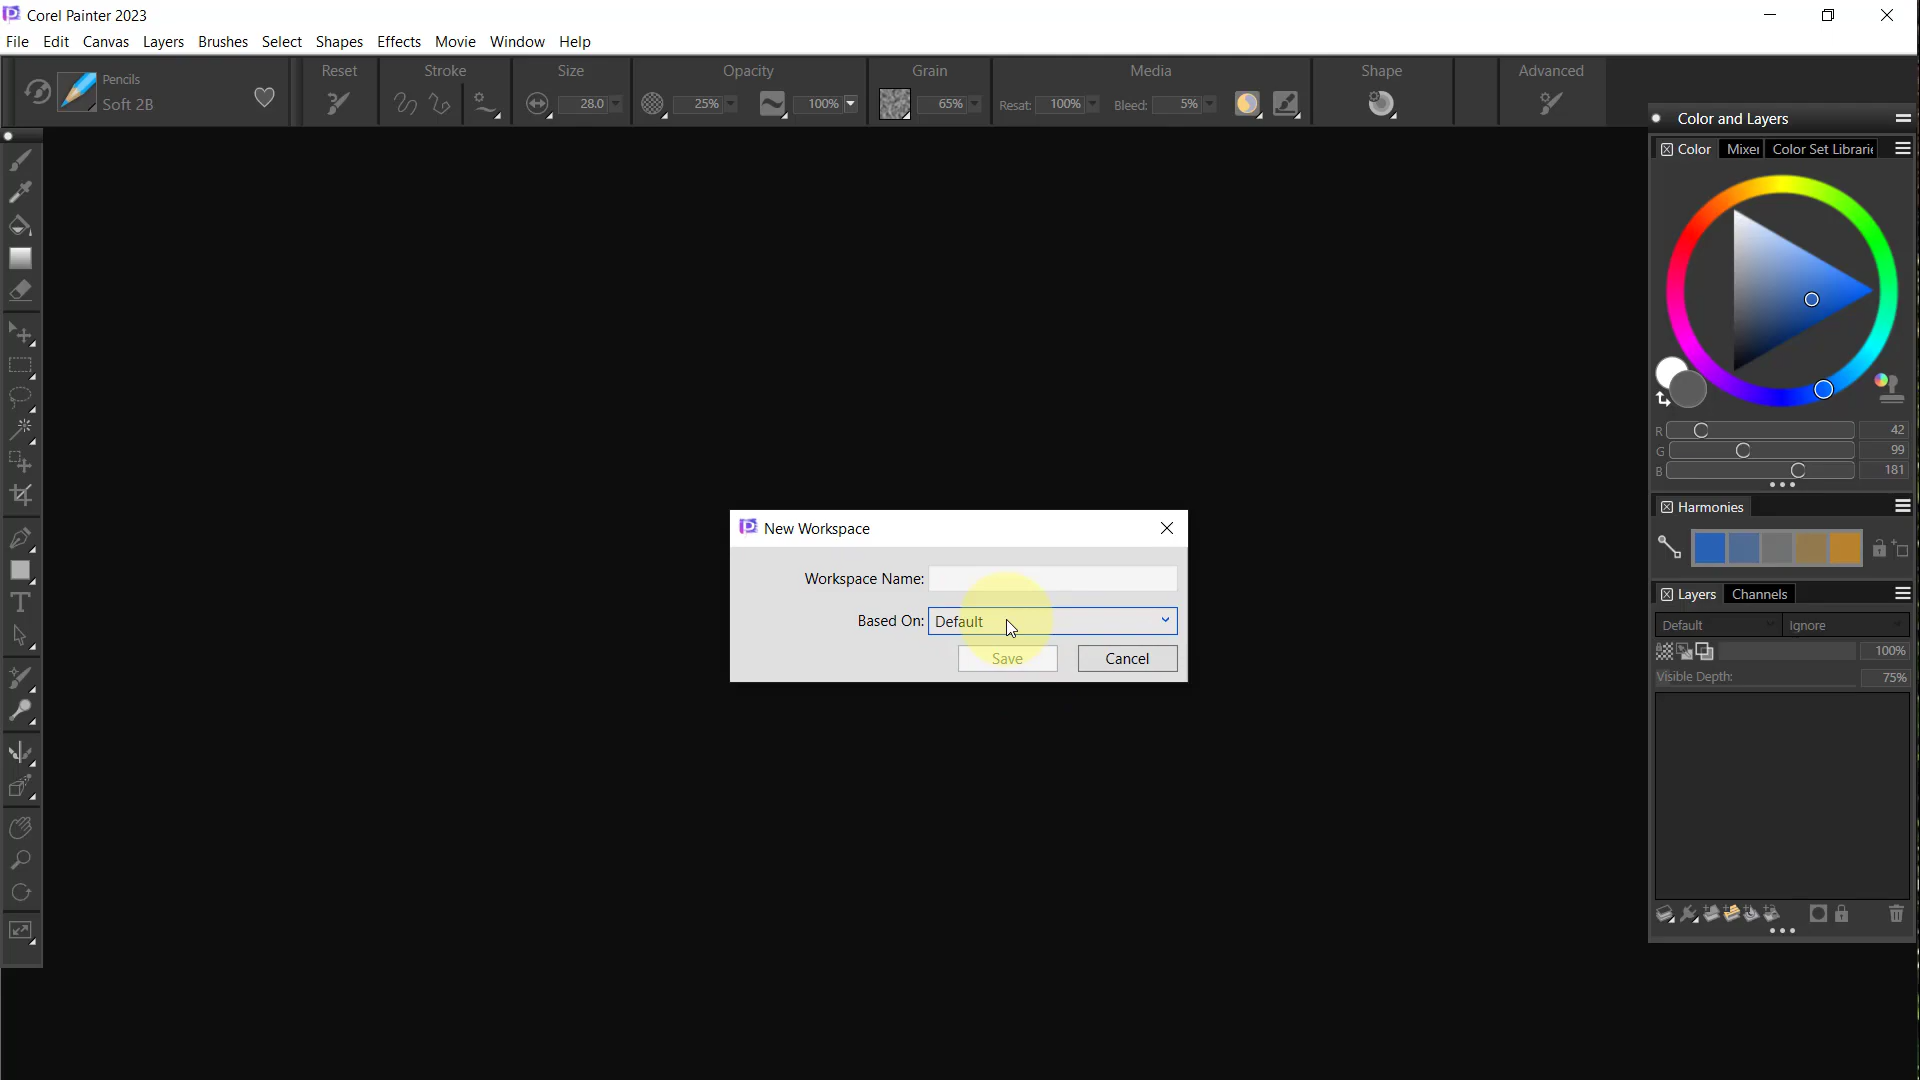 Corel Painter 2023
File Edit Canvas Layers Brushes Select Shapes Effects Movie Window Help
Pencils
Soft 2B
Reset
Stroke
Size
28.0
Opacity
25%
100%
Grain
65%
Media
Resat: 100%
Bleed: 5%
Shape
Advanced
Color and Layers
Color Mixer Color Set Librari
R 42
G 99
B 181
Harmonies
Layers Channels
Default Ignore
100%
Visible Depth: 75%
New Workspace
Workspace Name:
Based On: Default
Save Cancel